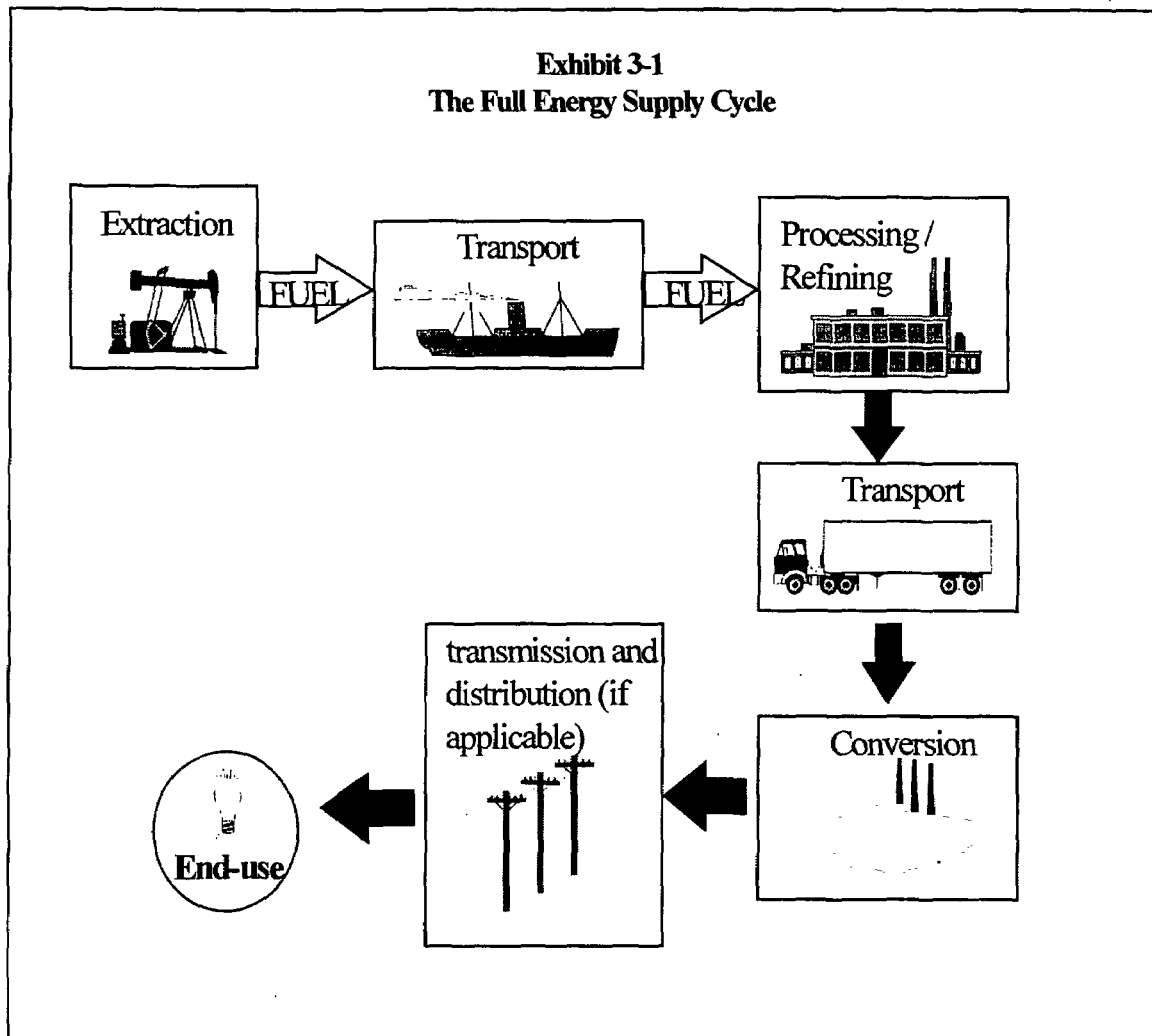 Exhibit 3-1
The Full Energy Supply Cycle
Extraction
FUEL
Transport
FUEL
Processing /
Refining
Transport
Conversion
transmission and
distribution (if
applicable)
End-use